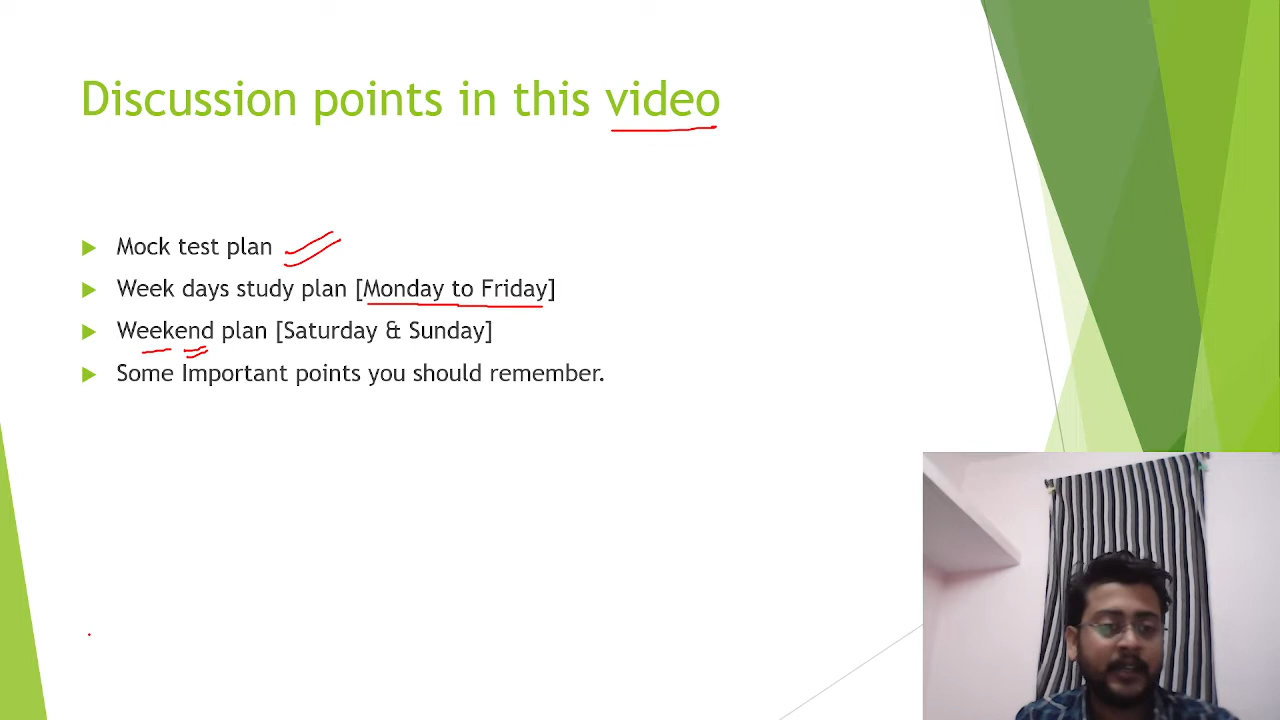 Discussion points in this video
Mock test plan
Week days study plan [Monday to Friday]
Weekend plan [Saturday & Sunday]
Some Important points you should remember.